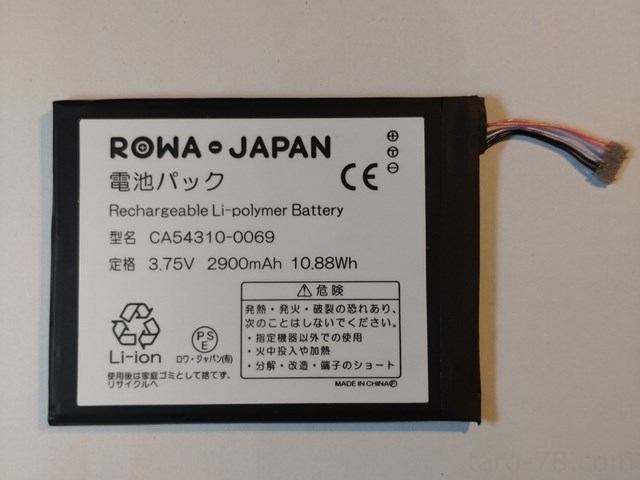 ROWA JAPAN
電池パック
Rechargeable Li-polymer Battery
型名 CA54310-0069
定格 3.75V 2900mAh 10.88Wh
CE
⊕
Ⓣ
⊖
危険
発熱・発火・破裂の恐れあり、
次のことはしないでください。
・指定機器以外での使用
・火中投入や加熱
・分解・改造・端子のショート
Li-ion
PS
E
ロワ・ジャパン(有)
使用後は家庭ゴミとして捨てず、
リサイクルへ
MADE IN CHINA Ⓕ
taro-78.com